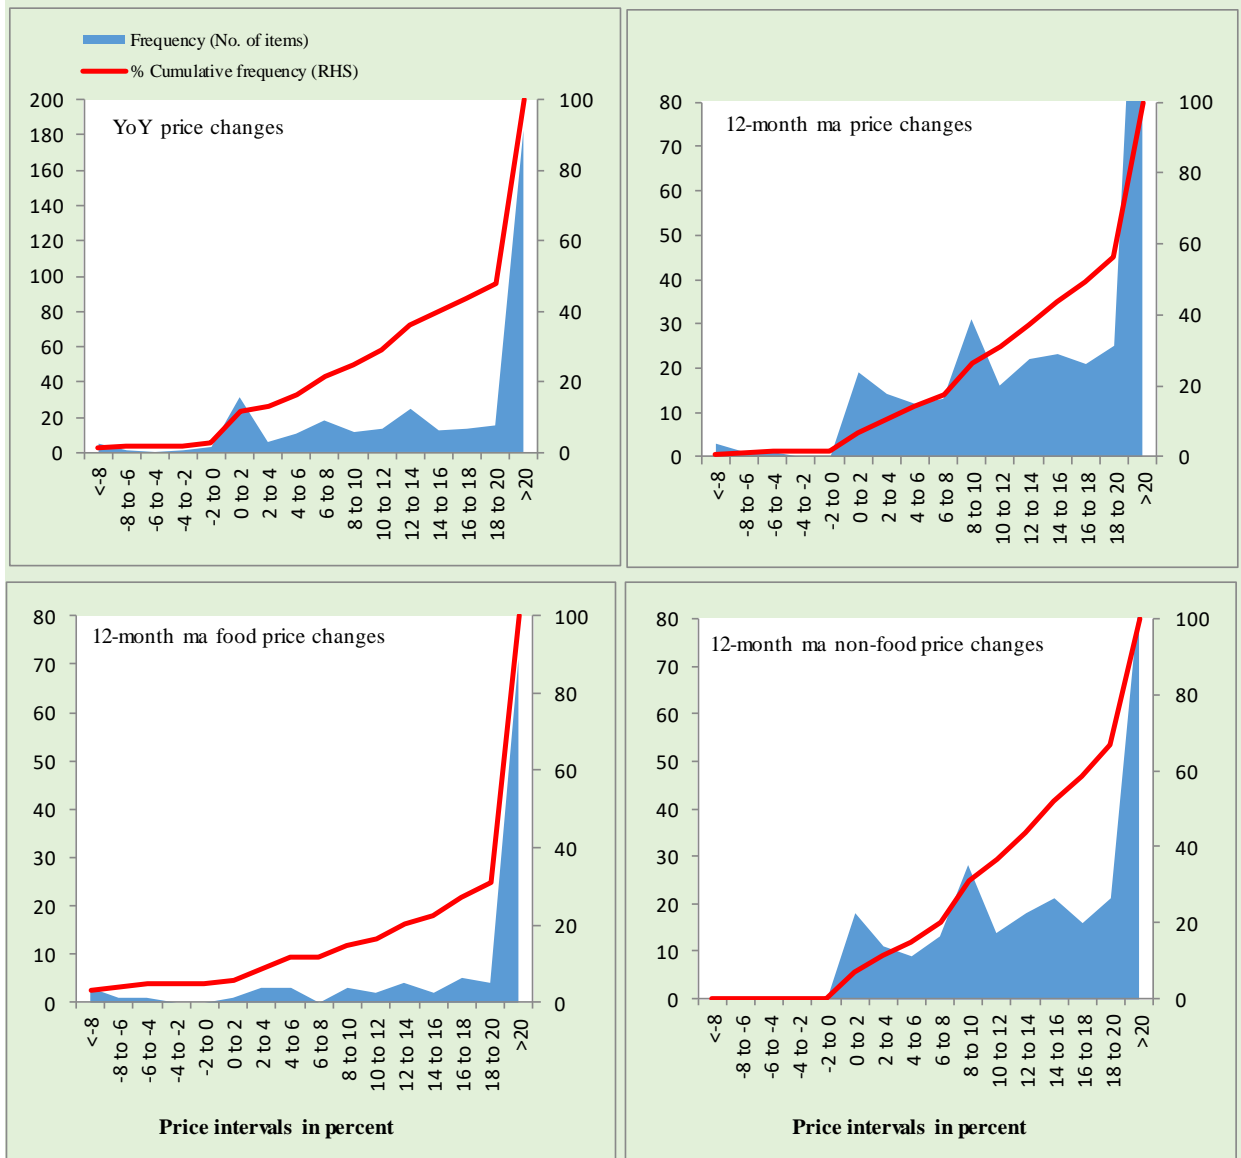 Frequency (No. of items)
% Cumulative frequency (RHS)
YoY price changes
200
180
160
140
120
100
80
60
40
20
0
100
80
60
40
20
0
<-8
-8 to -6
-6 to -4
-4 to -2
-2 to 0
0 to 2
2 to 4
4 to 6
6 to 8
8 to 10
10 to 12
12 to 14
14 to 16
16 to 18
18 to 20
>20
12-month ma price changes
80
70
60
50
40
30
20
10
0
100
80
60
40
20
0
<-8
-8 to -6
-6 to -4
-4 to -2
-2 to 0
0 to 2
2 to 4
4 to 6
6 to 8
8 to 10
10 to 12
12 to 14
14 to 16
16 to 18
18 to 20
>20
12-month ma food price changes
80
70
60
50
40
30
20
10
0
100
80
60
40
20
0
<-8
-8 to -6
-6 to -4
-4 to -2
-2 to 0
0 to 2
2 to 4
4 to 6
6 to 8
8 to 10
10 to 12
12 to 14
14 to 16
16 to 18
18 to 20
>20
Price intervals in percent
12-month ma non-food price changes
80
70
60
50
40
30
20
10
0
100
80
60
40
20
0
<-8
-8 to -6
-6 to -4
-4 to -2
-2 to 0
0 to 2
2 to 4
4 to 6
6 to 8
8 to 10
10 to 12
12 to 14
14 to 16
16 to 18
18 to 20
>20
Price intervals in percent